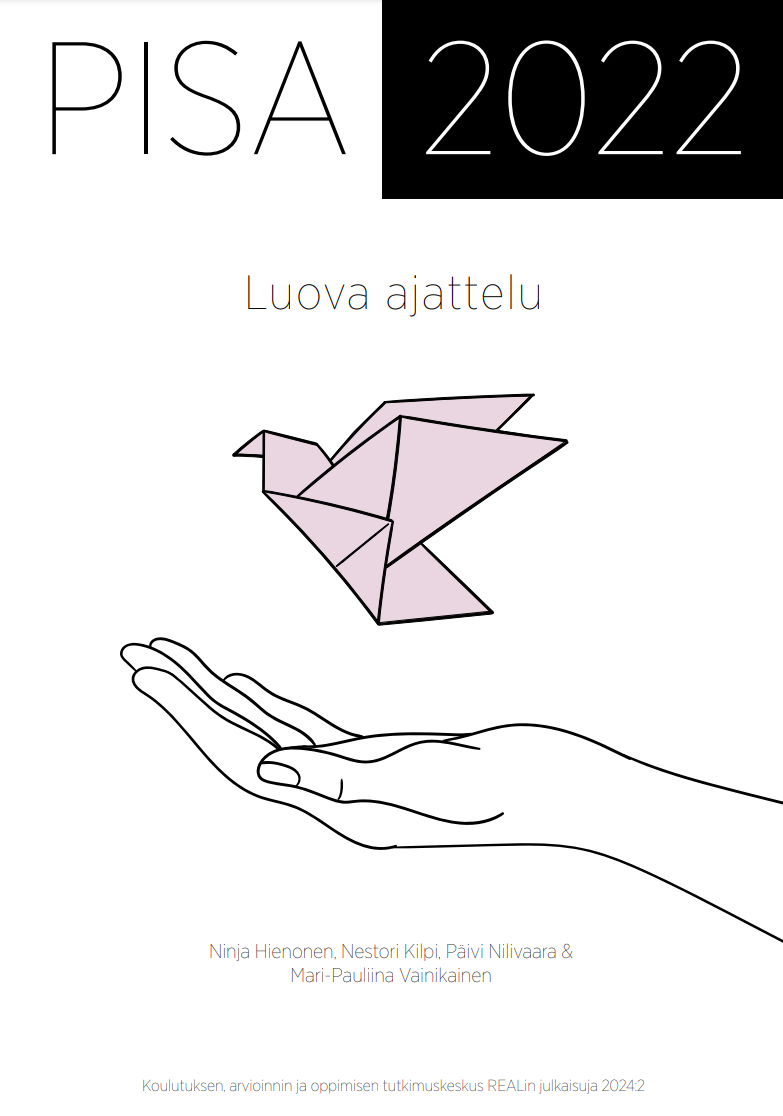 PISA 2022
Luova ajattelu
Ninja Hienonen, Nestori Kilpi, Päivi Nilivaara &
Mari-Pauliina Vainikainen
Koulutuksen, arvioinnin ja oppimisen tutkimuskeskus REALin julkaisuja 2024:2